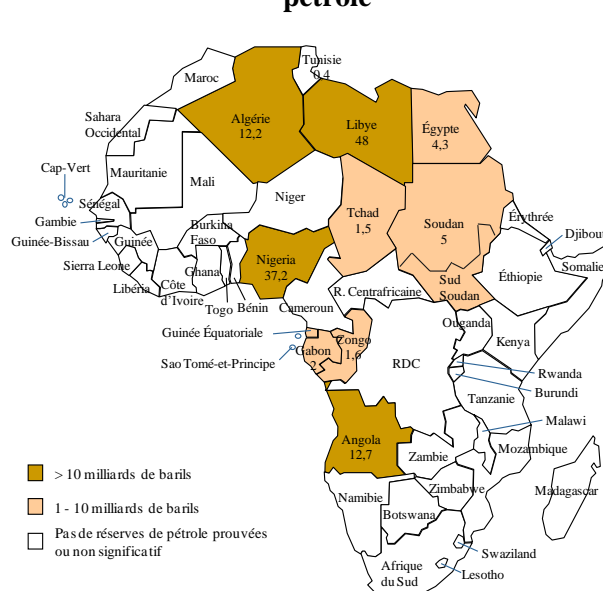 pétrole
Maroc
Tunisie
0,4
Algérie
12,2
Libye
48
Égypte
4,3
Sahara
Occidental
Cap-Vert
Mauritanie
Mali
Niger
Tchad
1,5
Soudan
5
Érythrée
Djibouti
Sénégal
Gambie
Guinée-Bissau
Guinée
Burkina
Faso
Nigeria
37,2
Sierra Leone
Ghana
Libéria
Côte
d'Ivoire
Togo
Bénin
Cameroun
R. Centrafricaine
Sud
Soudan
Éthiopie
Somalie
Guinée Équatoriale
Sao Tomé-et-Principe
Gabon
2
Zongo
1,6
RDC
Ouganda
Kenya
Rwanda
Burundi
Tanzanie
Malawi
Angola
12,7
Zambie
Mozambique
Zimbabwe
Madagascar
Namibie
Botswana
Swaziland
Lesotho
Afrique
du Sud
> 10 milliards de barils
1 - 10 milliards de barils
Pas de réserves de pétrole prouvées
ou non significatif